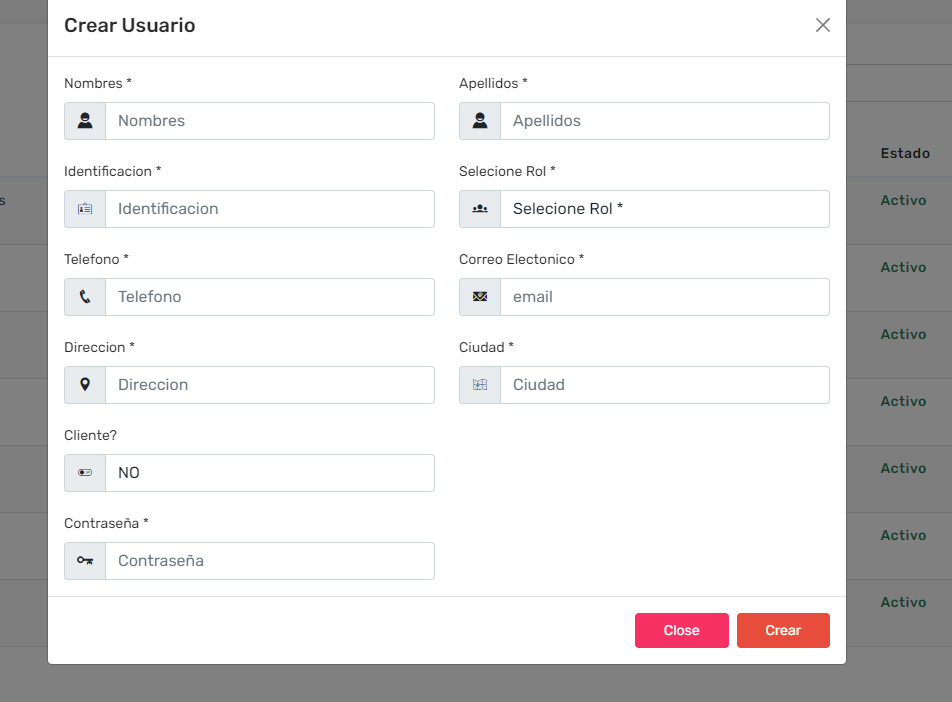 Crear Usuario
Nombres *
Apellidos *
Nombres
Apellidos
Estado
Identificacion *
Selecione Rol *
s
Activo
Identificacion
Selecione Rol *
Telefono *
Correo Electonico *
Activo
Telefono
email
Activo
Direccion *
Ciudad *
Direccion
Ciudad
Activo
Cliente?
NO
Activo
Contraseña *
Activo
Contraseña
Activo
Close
Crear